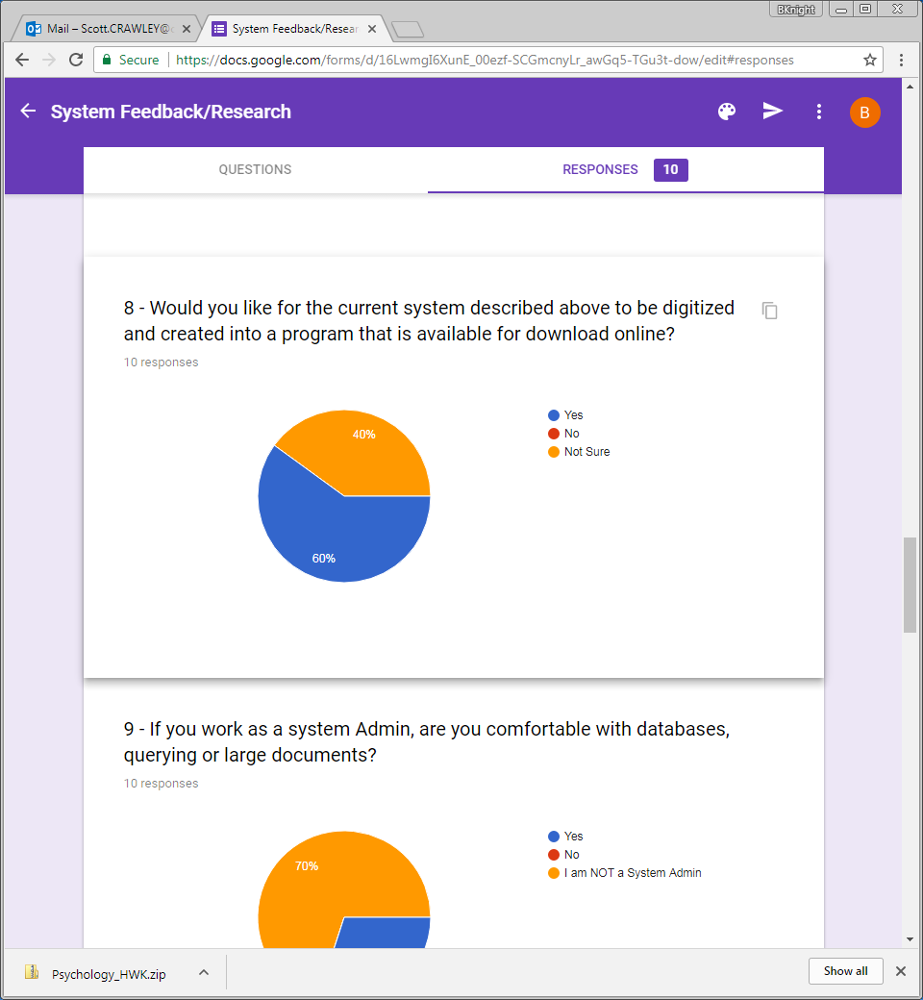 BKnight
Mail – Scott.CRAWLEY@
System Feedback/Resear
Secure
https://docs.google.com/forms/d/16LwmgI6XunE_00ezf-SCGmcnyLr_awGq5-TGu3t-dow/edit#responses
System Feedback/Research
B
QUESTIONS
RESPONSES 10
8 - Would you like for the current system described above to be digitized
and created into a program that is available for download online?
10 responses
Yes
No
Not Sure
40%
60%
9 - If you work as a system Admin, are you comfortable with databases,
querying or large documents?
10 responses
Yes
No
I am NOT a System Admin
70%
Psychology_HWK.zip
Show all